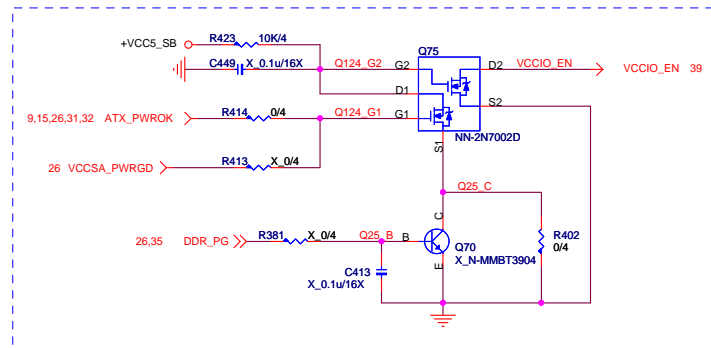 R423 10K/4
+VCC5_SB
Q75
C449 X_0.1u/16X Q124_G2 G2 D2 VCCIO_EN VCCIO_EN 39
D1
S2
9,15,26,31,32 ATX_PWROK R414 0/4 Q124_G1 G1
NN-2N7002D
26 VCCSA_PWRGD R413 X_0/4
S1
Q25_C
C
26,35 DDR_PG R381 X_0/4 Q25_B B
Q70
X_N-MMBT3904
R402
0/4
C413
X_0.1u/16X
E